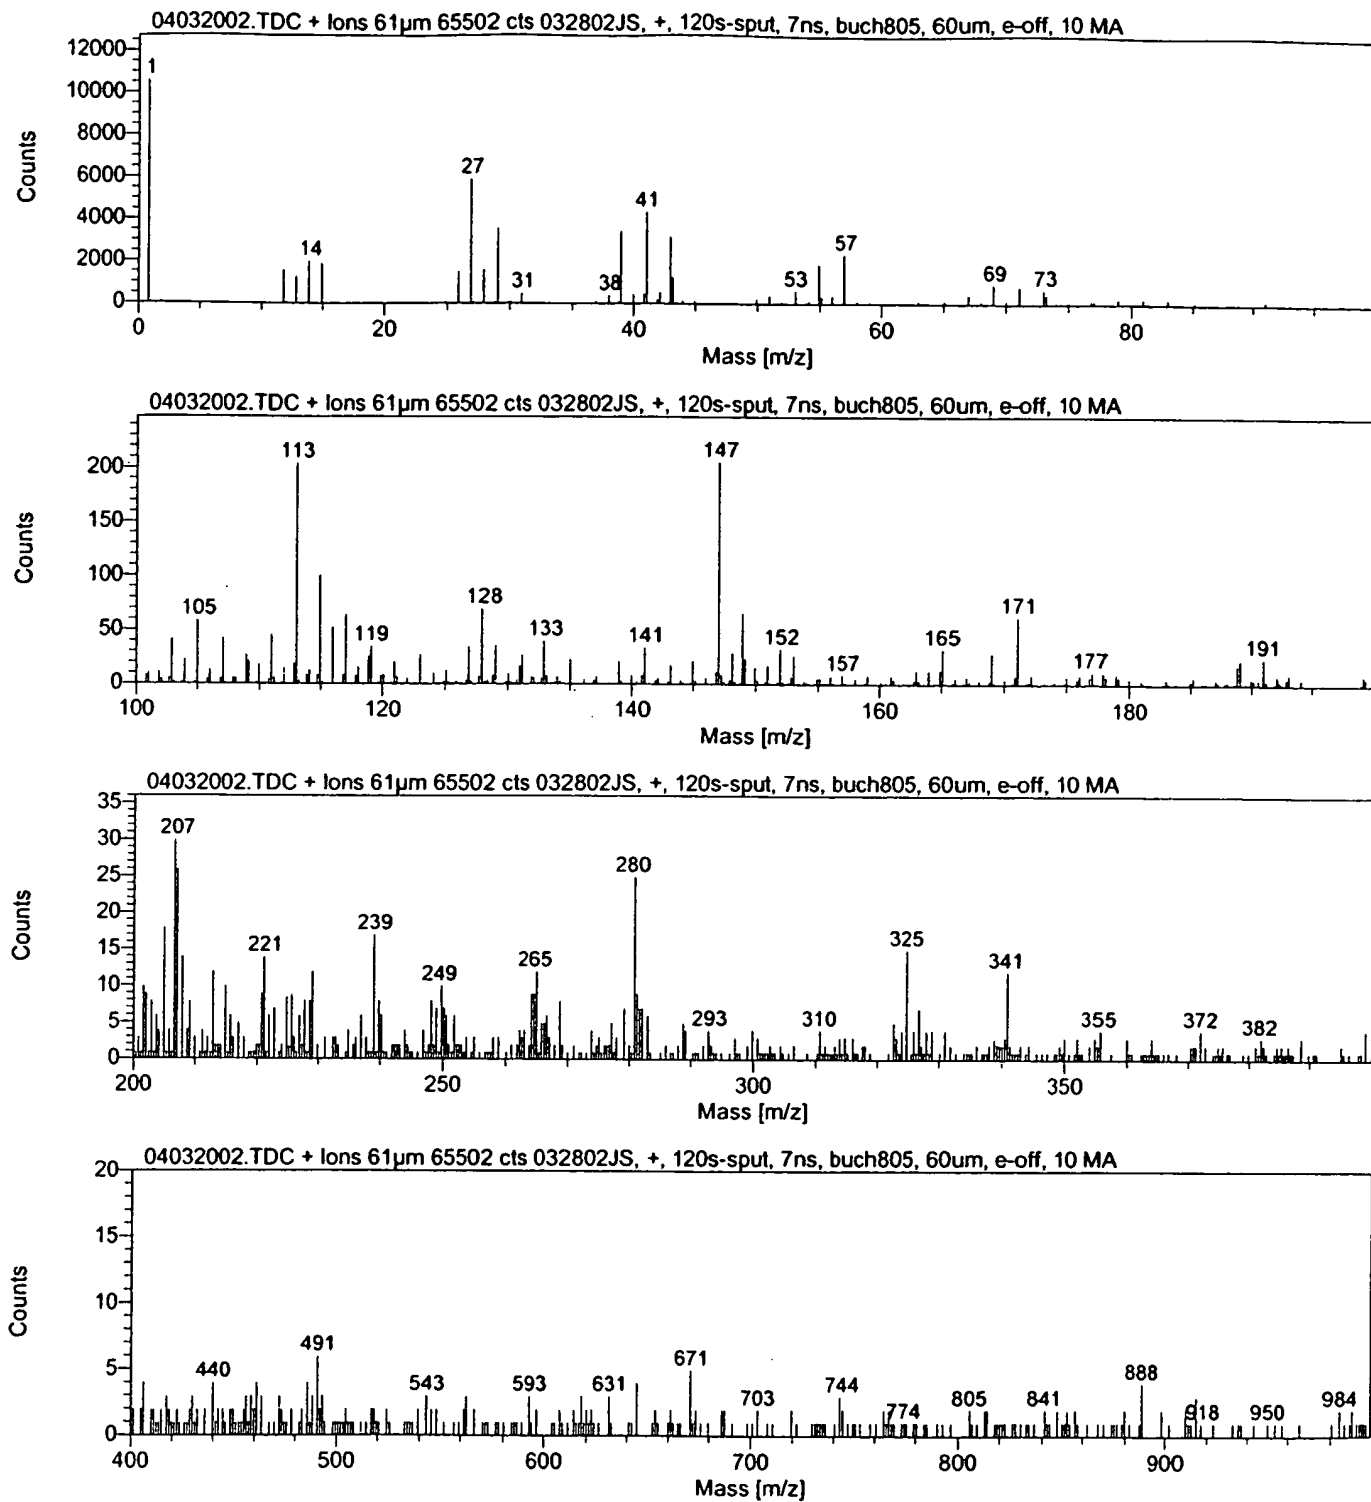 04032002.TDC + Ions 61µm 65502 cts 032802JS, +, 120s-sput, 7ns, buch805, 60um, e-off, 10 MA
12000
10000
8000
6000
4000
2000
0
Counts
1 14 27 31 38 41 53 57 69 73
0 20 40 60 80
Mass [m/z]
04032002.TDC + Ions 61µm 65502 cts 032802JS, +, 120s-sput, 7ns, buch805, 60um, e-off, 10 MA
200
150
100
50
0
Counts
105 113 119 128 133 141 147 152 157 165 171 177 191
100 120 140 160 180
Mass [m/z]
04032002.TDC + Ions 61µm 65502 cts 032802JS, +, 120s-sput, 7ns, buch805, 60um, e-off, 10 MA
35
30
25
20
15
10
5
0
Counts
207 221 239 249 265 280 293 310 325 341 355 372 382
200 250 300 350
Mass [m/z]
04032002.TDC + Ions 61µm 65502 cts 032802JS, +, 120s-sput, 7ns, buch805, 60um, e-off, 10 MA
20
15
10
5
0
Counts
440 491 543 593 631 671 703 744 774 805 841 888 918 950 984
400 500 600 700 800 900
Mass [m/z]